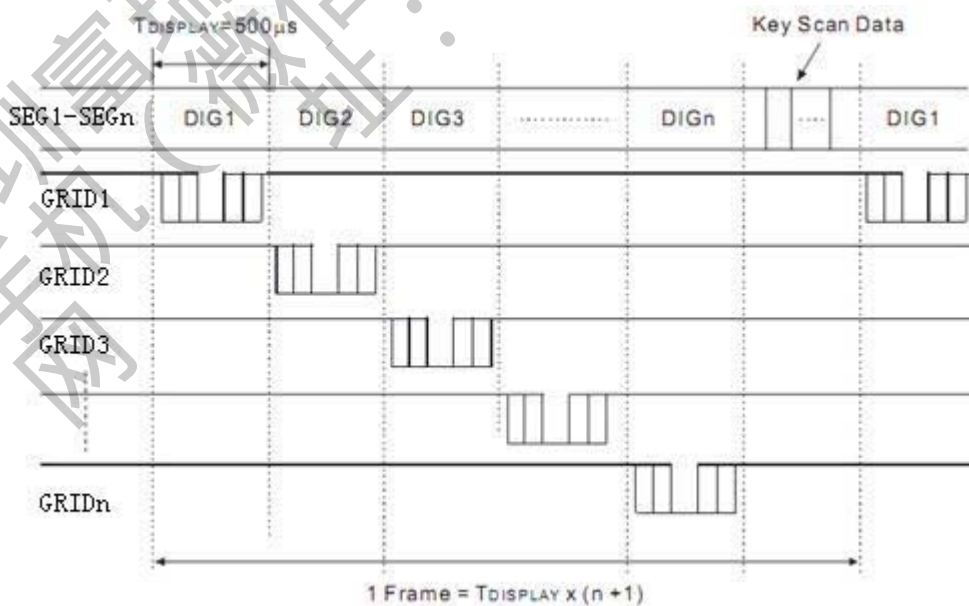 TDISPLAY=500μs
Key Scan Data
SEG1-SEGn DIG1 DIG2 DIG3 ............ DIGn .... DIG1
GRID1
GRID2
GRID3
GRIDn
1 Frame = TDISPLAY x (n +1)